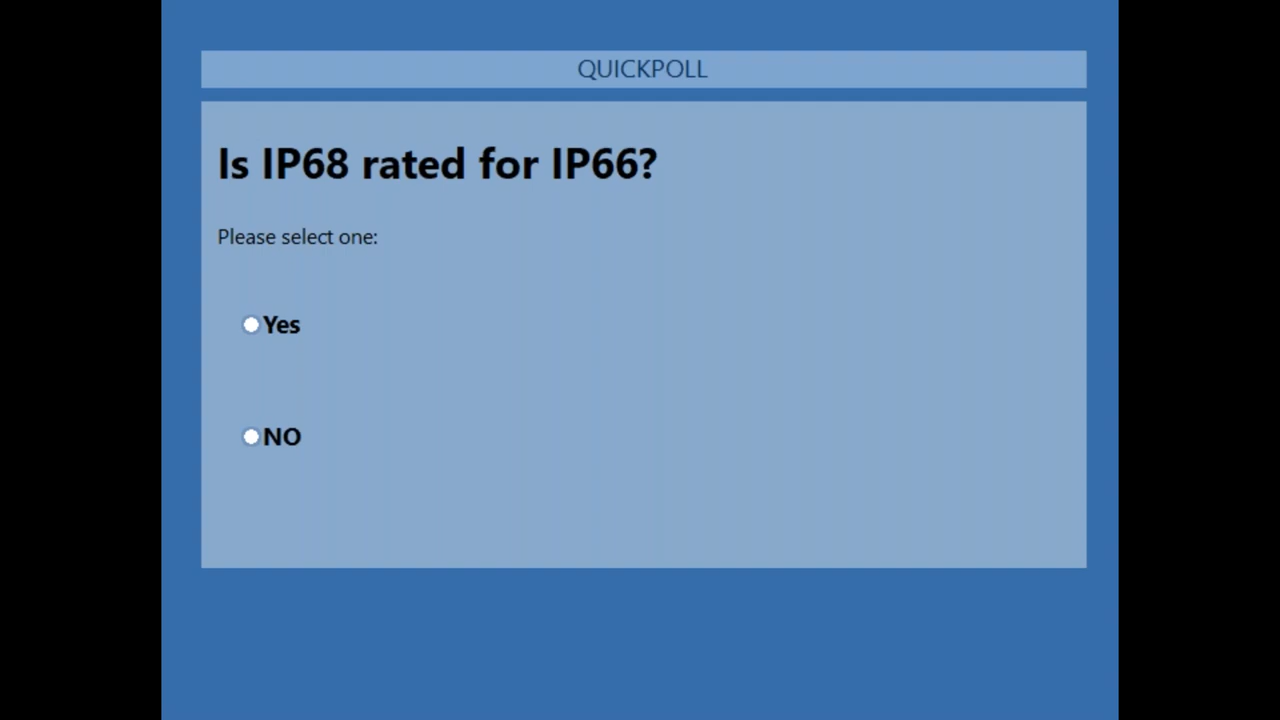 QUICKPOLL
Is IP68 rated for IP66?
Please select one:
Yes
NO